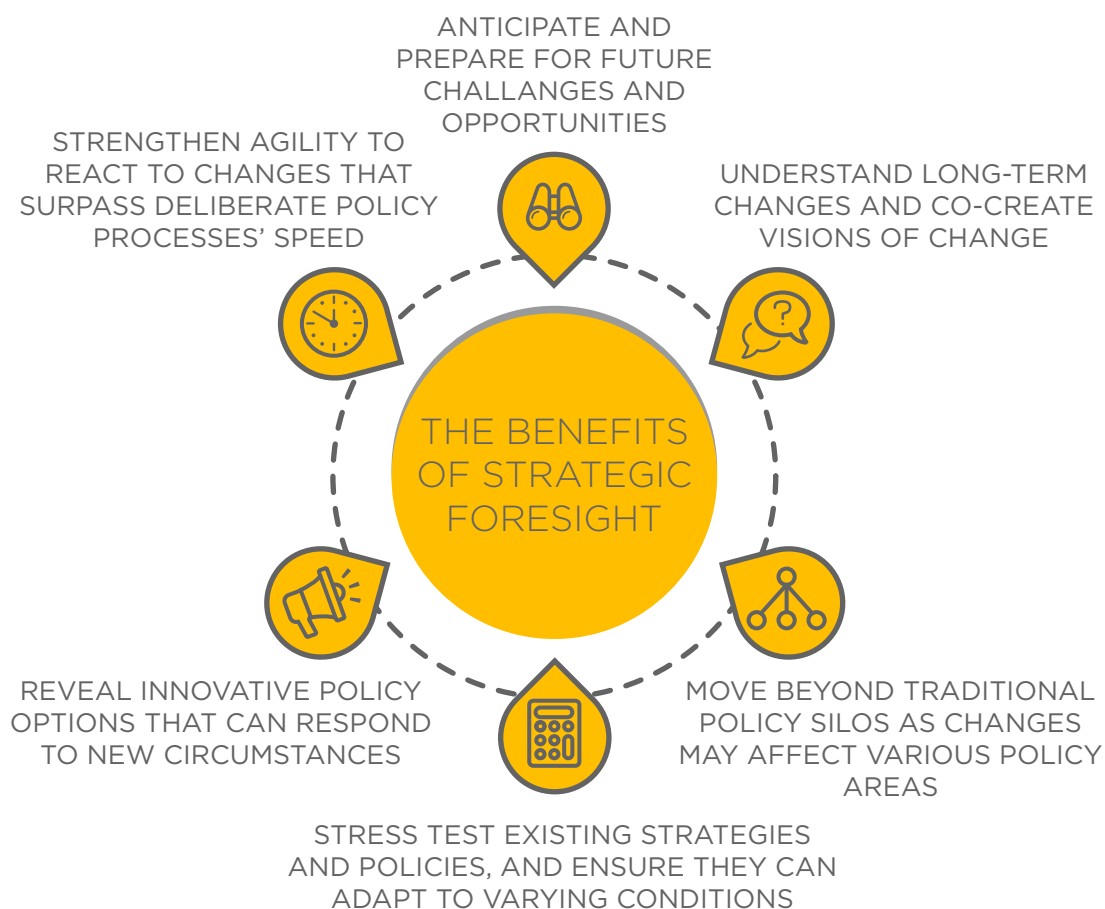 ANTICIPATE AND
PREPARE FOR FUTURE
CHALLANGES AND
OPPORTUNITIES
STRENGTHEN AGILITY TO
REACT TO CHANGES THAT
SURPASS DELIBERATE POLICY
PROCESSES’ SPEED
UNDERSTAND LONG-TERM
CHANGES AND CO-CREATE
VISIONS OF CHANGE
?
THE BENEFITS
OF STRATEGIC
FORESIGHT
REVEAL INNOVATIVE POLICY
OPTIONS THAT CAN RESPOND
TO NEW CIRCUMSTANCES
MOVE BEYOND TRADITIONAL
POLICY SILOS AS CHANGES
MAY AFFECT VARIOUS POLICY
AREAS
STRESS TEST EXISTING STRATEGIES
AND POLICIES, AND ENSURE THEY CAN
ADAPT TO VARYING CONDITIONS